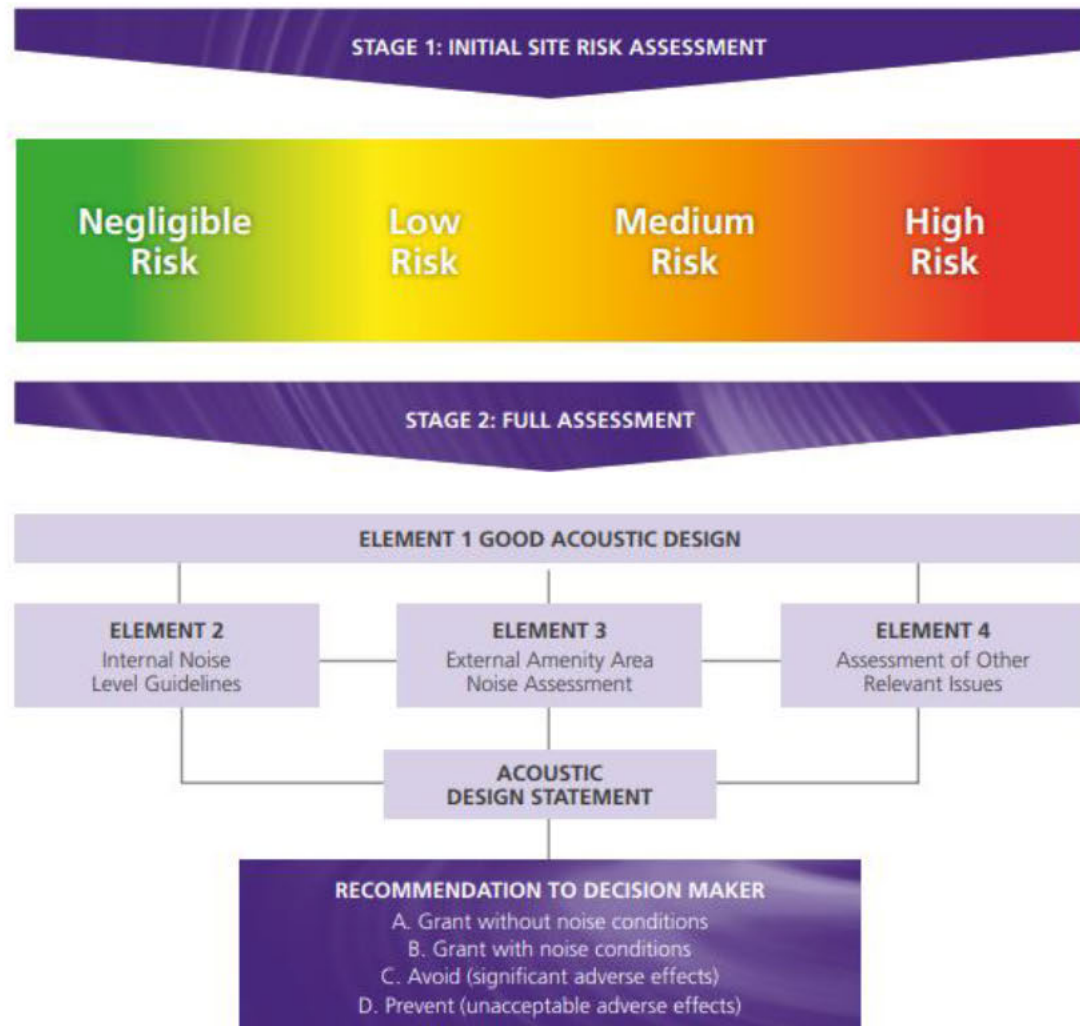 STAGE 1: INITIAL SITE RISK ASSESSMENT
Negligible
Risk
Low
Risk
Medium
Risk
High
Risk
STAGE 2: FULL ASSESSMENT
ELEMENT 1 GOOD ACOUSTIC DESIGN
ELEMENT 2
Internal Noise
Level Guidelines
ELEMENT 3
External Amenity Area
Noise Assessment
ELEMENT 4
Assessment of Other
Relevant Issues
ACOUSTIC
DESIGN STATEMENT
RECOMMENDATION TO DECISION MAKER
A. Grant without noise conditions
B. Grant with noise conditions
C. Avoid (significant adverse effects)
D. Prevent (unacceptable adverse effects)